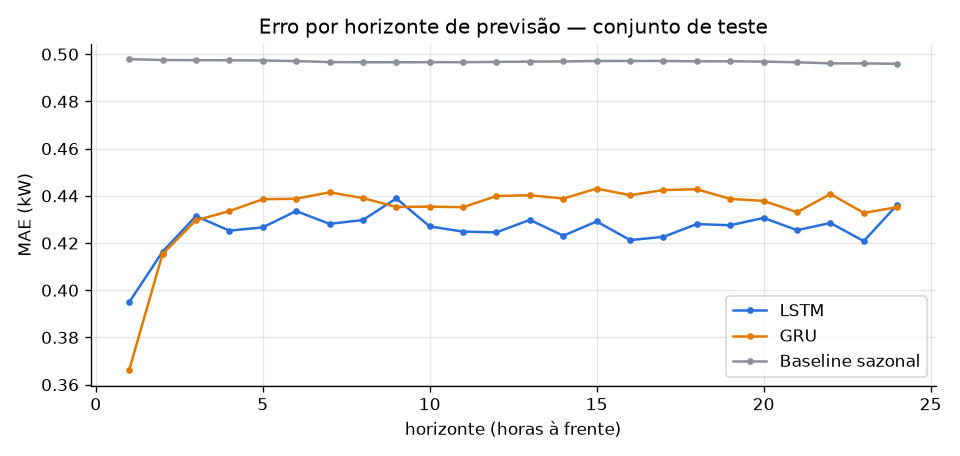 Erro por horizonte de previsão — conjunto de teste
MAE (kW)
0.50
0.48
0.46
0.44
0.42
0.40
0.38
0.36
LSTM
GRU
Baseline sazonal
0 5 10 15 20 25
horizonte (horas à frente)